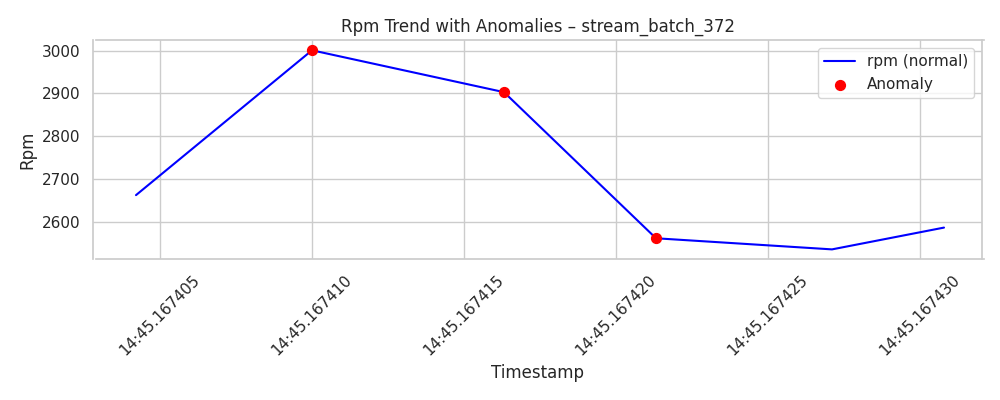 Rpm Trend with Anomalies – stream_batch_372
rpm (normal)
Anomaly
Rpm
3000
2900
2800
2700
2600
14:45.167405
14:45.167410
14:45.167415
14:45.167420
14:45.167425
14:45.167430
Timestamp